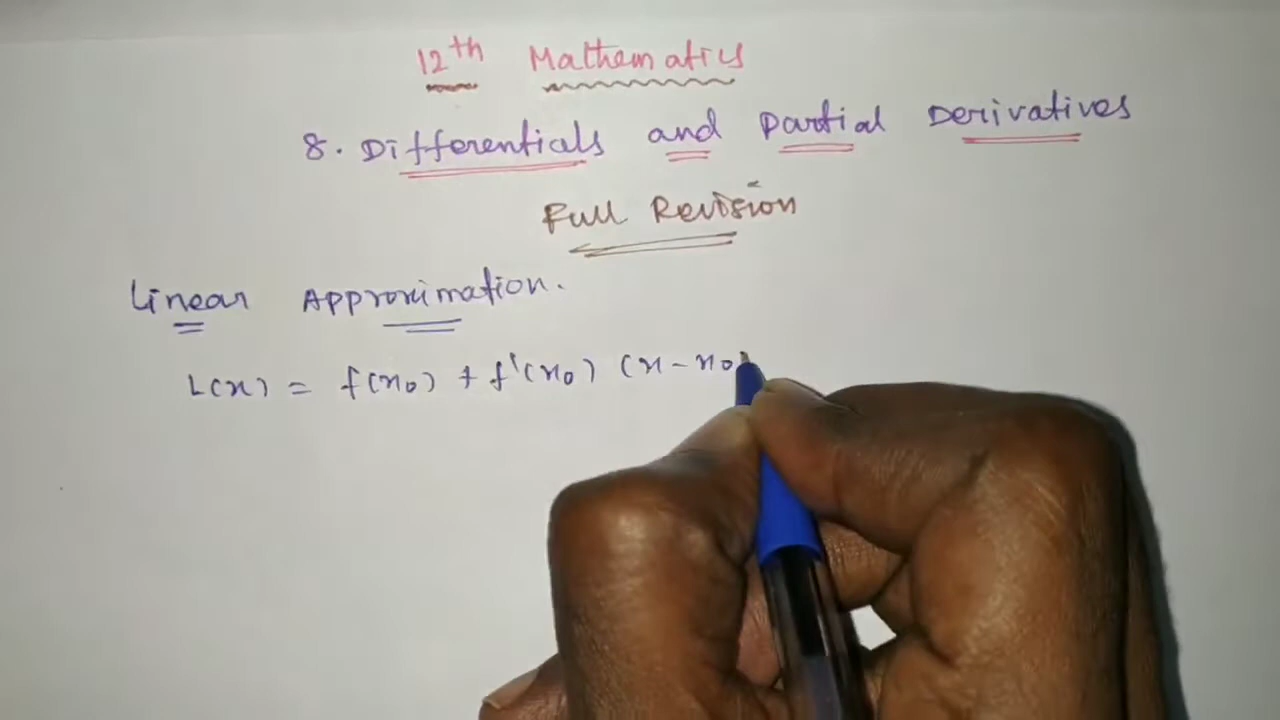 12th Mathematics
8. Differentials and Partial Derivatives
Full Revision
Linear Approximation.
L(x) = f(x0) + f'(x0) (x - x0)